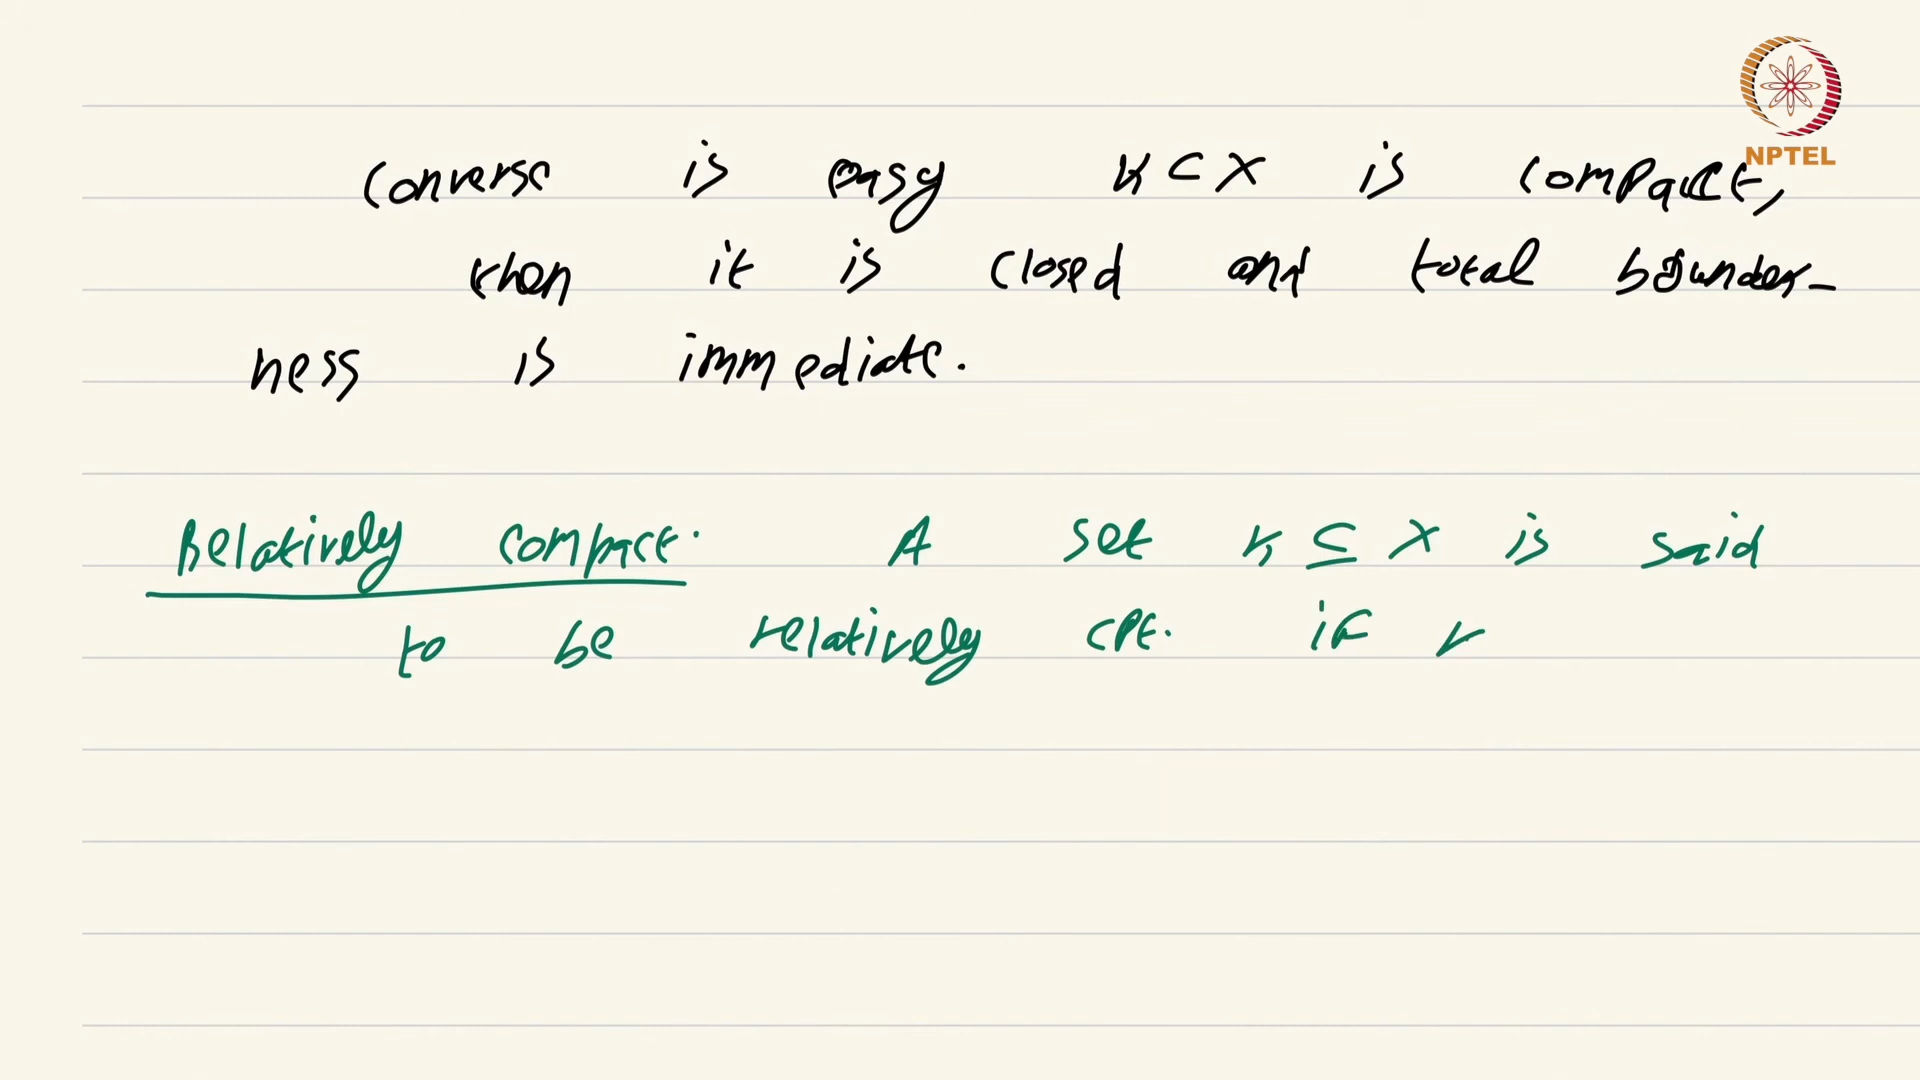 NPTEL
converse is easy K ⊂ X is compact,
then it is closed and total bounded-
ness is immediate.
Relatively compact. A set K ⊆ X is said
to be relatively cpt. if K